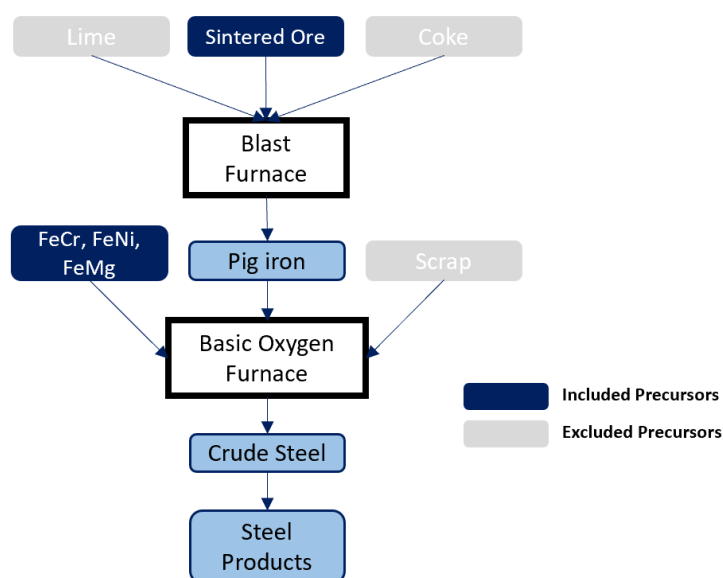 Lime
Sintered Ore
Coke
Blast
Furnace
FeCr, FeNi,
FeMg
Pig iron
Scrap
Basic Oxygen
Furnace
Included Precursors
Excluded Precursors
Crude Steel
Steel
Products